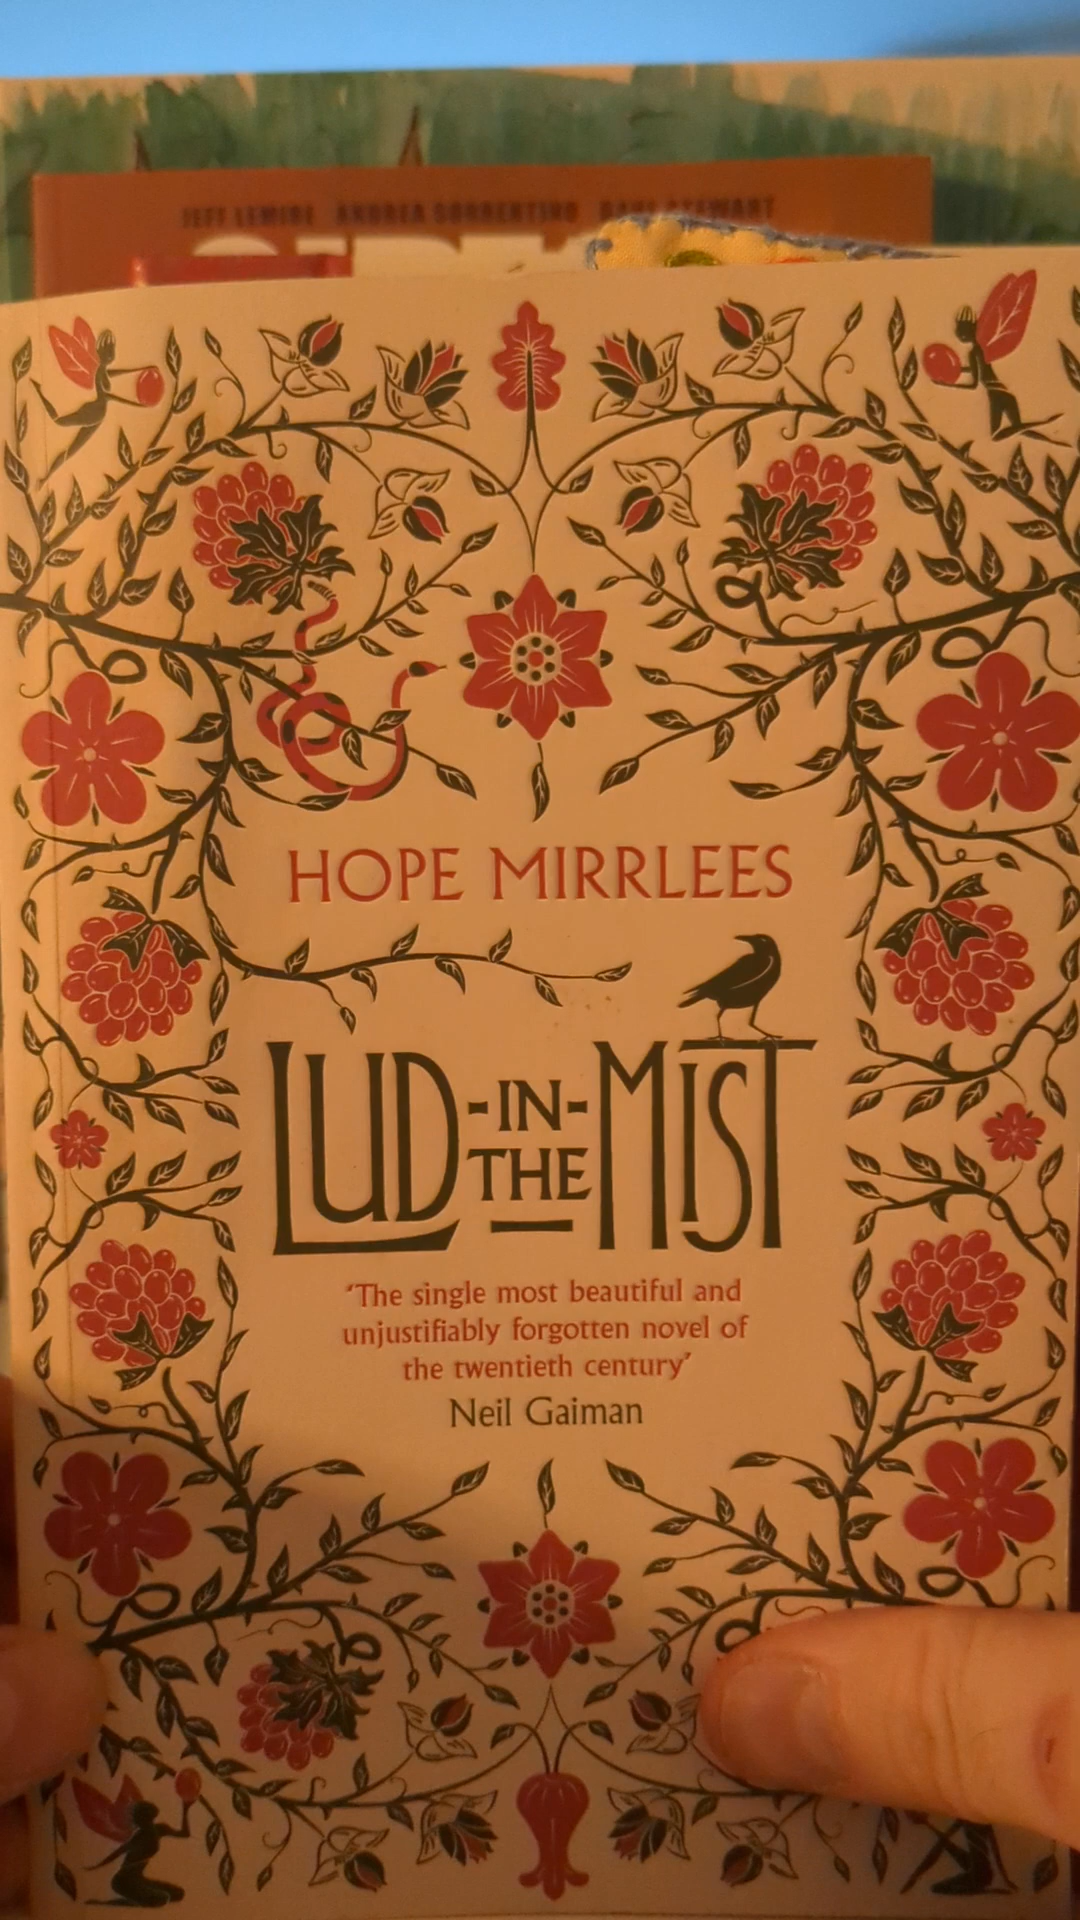 JEFF LEMIRE ANDREA SORRENTINO DAVE STEWART
HOPE MIRRLEES
LUD-IN-THE-MIST
'The single most beautiful and
unjustifiably forgotten novel of
the twentieth century'
Neil Gaiman